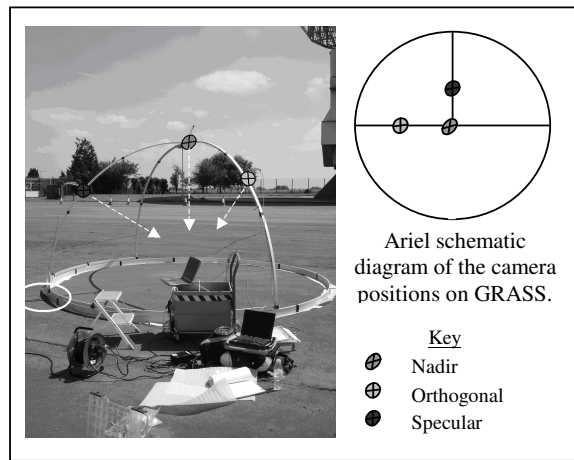 Ariel schematic
diagram of the camera
positions on GRASS.
Key
Nadir
Orthogonal
Specular